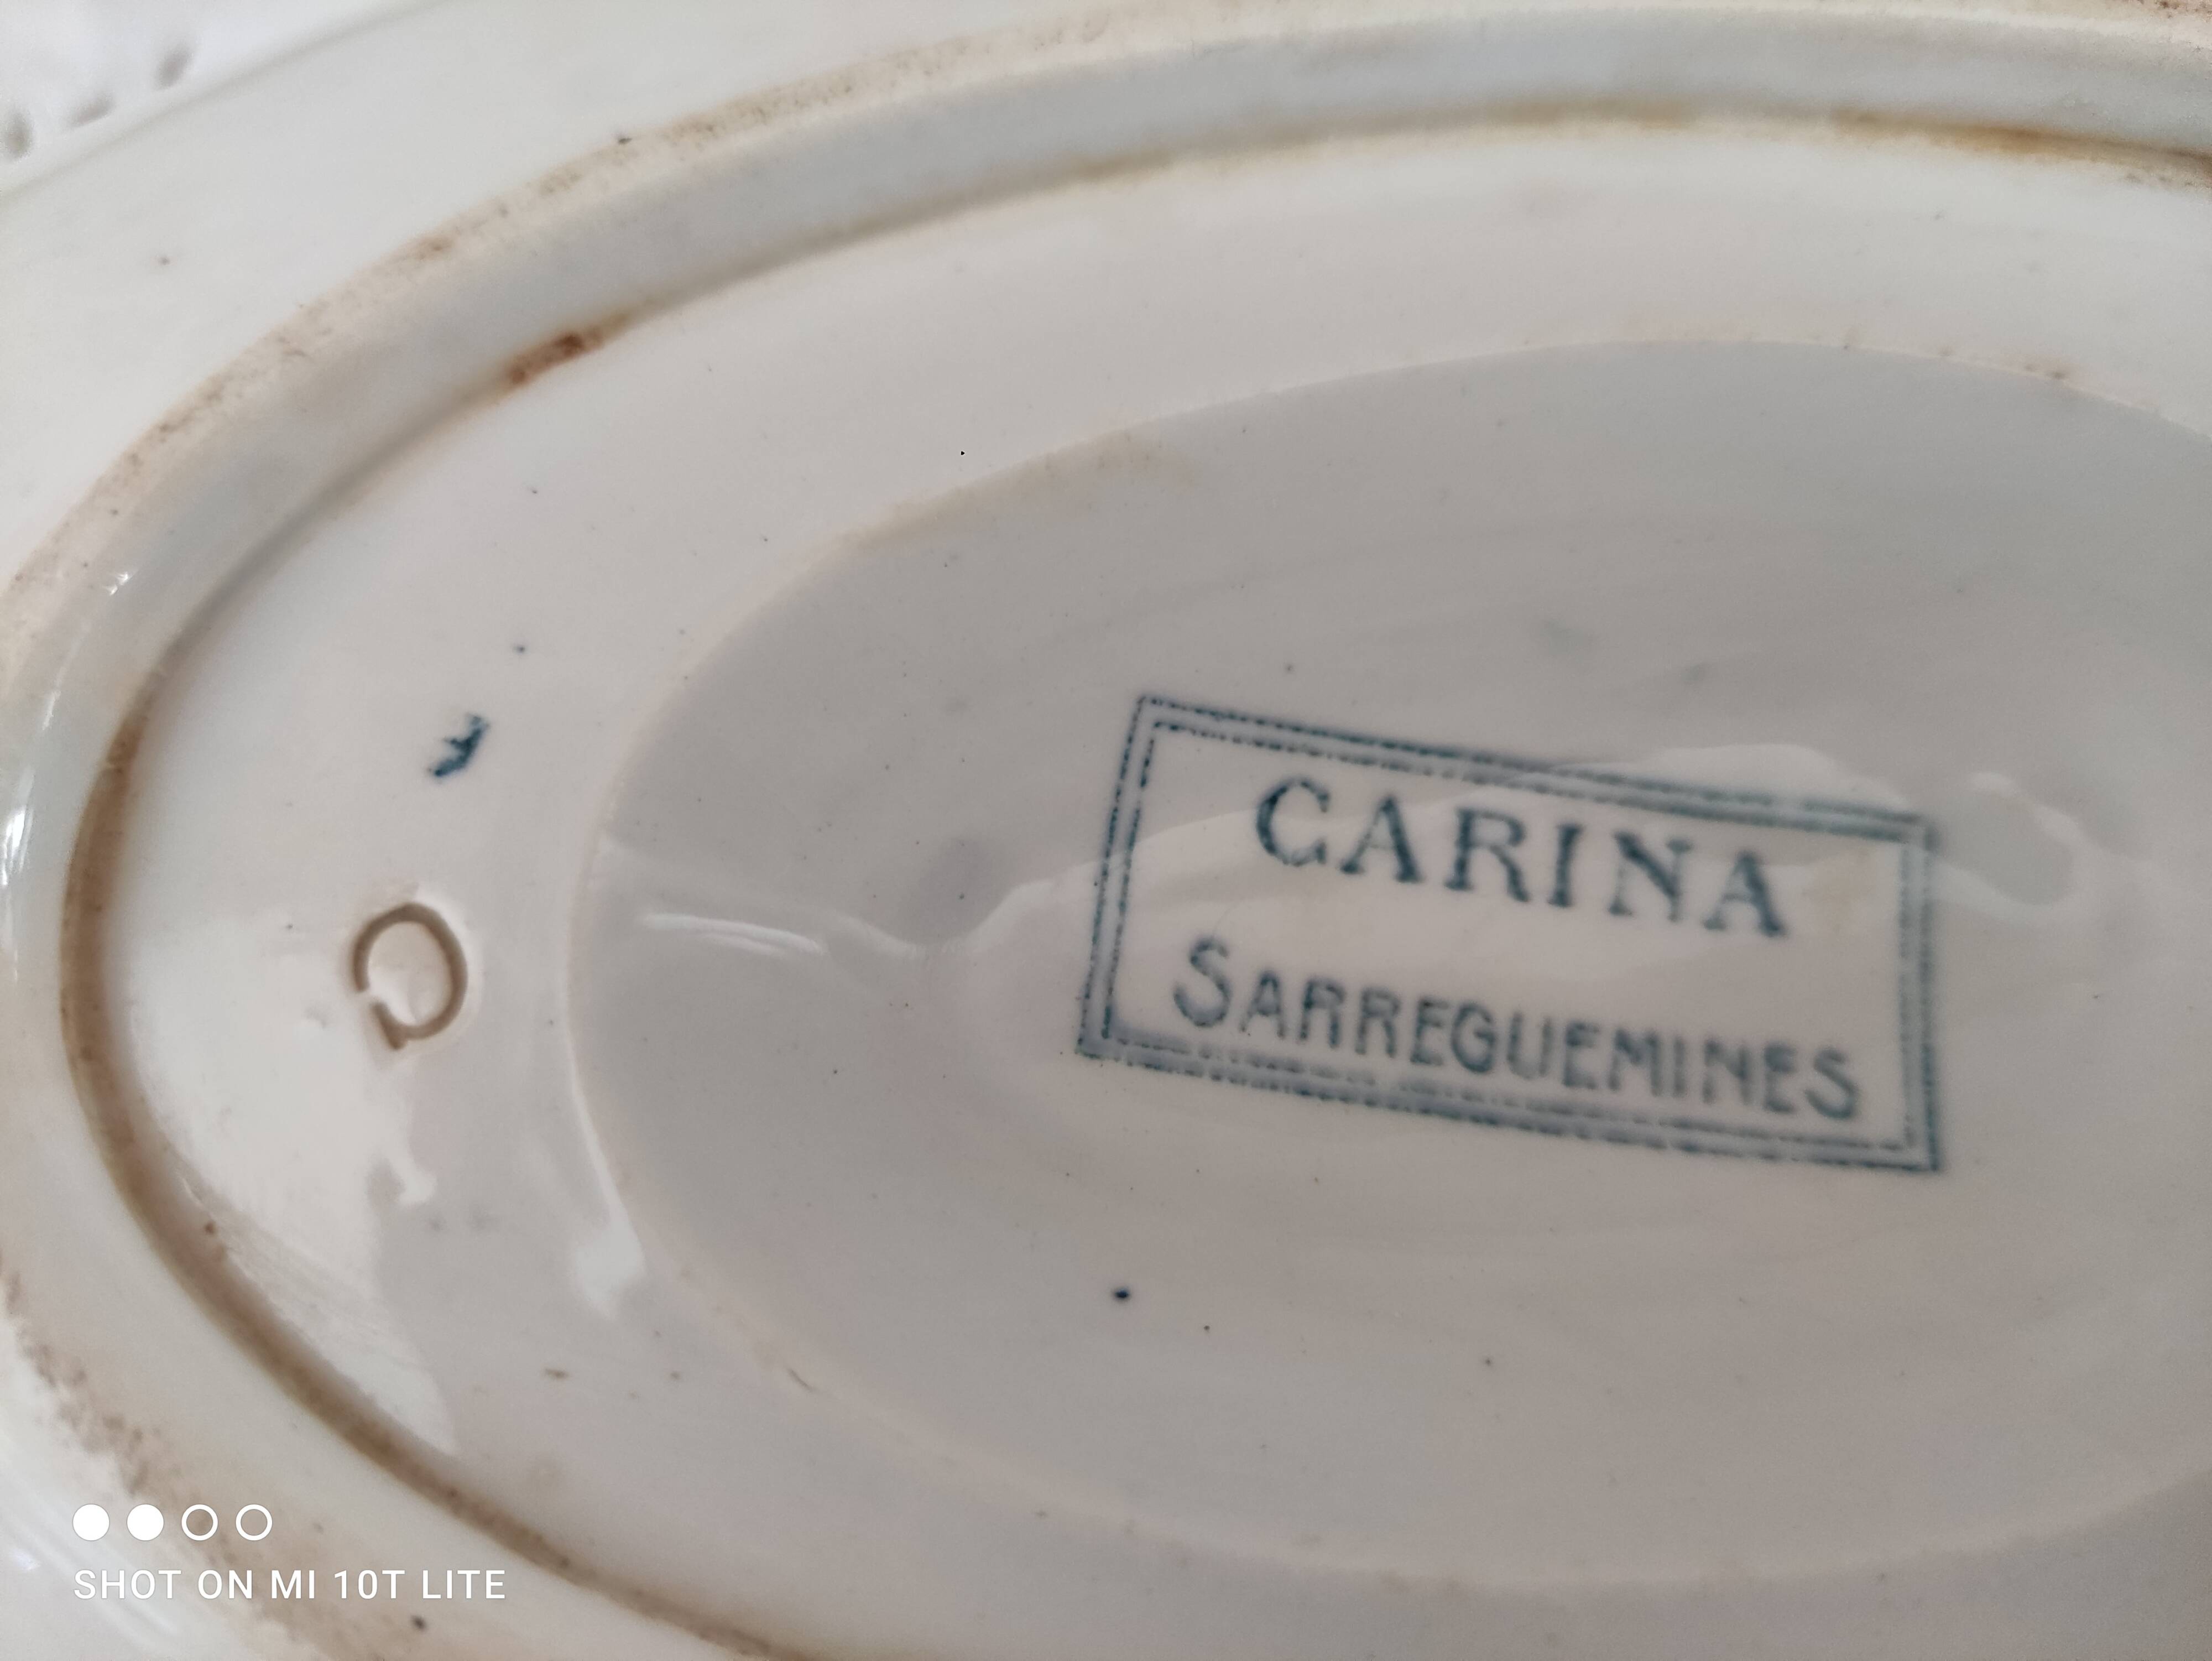 CARINA
SARREGUEMINES
SHOT ON MI 10T LITE